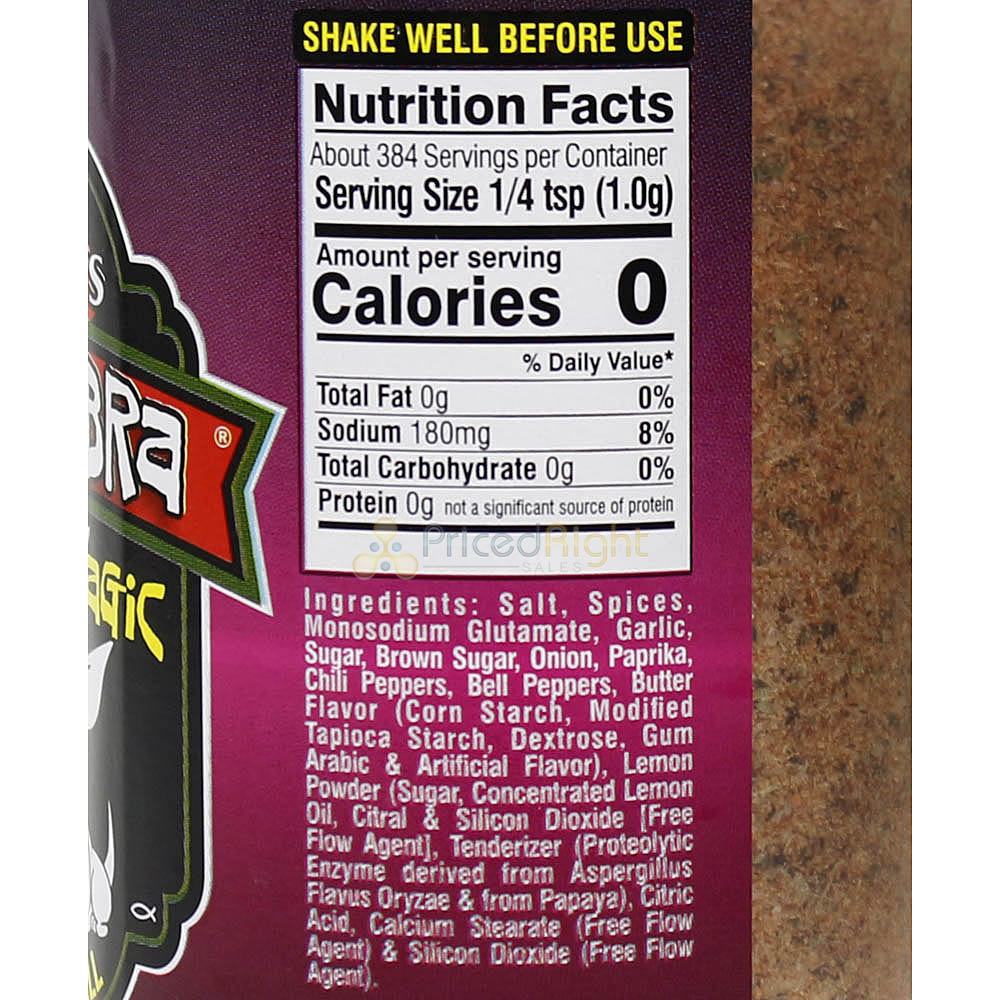 SHAKE WELL BEFORE USE
Nutrition Facts
About 384 Servings per Container
Serving Size 1/4 tsp (1.0g)
Amount per serving
Calories 0
% Daily Value*
Total Fat 0g 0%
Sodium 180mg 8%
Total Carbohydrate 0g 0%
Protein 0g not a significant source of protein
PricedRight
SALES
Ingredients: Salt, Spices,
Monosodium Glutamate, Garlic,
Sugar, Brown Sugar, Onion, Paprika,
Chili Peppers, Bell Peppers, Butter
Flavor (Corn Starch, Modified
Tapioca Starch, Dextrose, Gum
Arabic & Artificial Flavor), Lemon
Powder (Sugar, Concentrated Lemon
Oil, Citral & Silicon Dioxide [Free
Flow Agent], Tenderizer (Proteolytic
Enzyme derived from Aspergillus
Flavus Oryzae & from Papaya), Citric
Acid, Calcium Stearate (Free Flow
Agent) & Silicon Dioxide (Free Flow
Agent).
BRa ®
agic